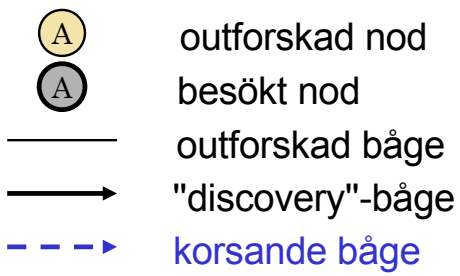 A outforskad nod
A besökt nod
outforskad båge
"discovery"-båge
korsande båge